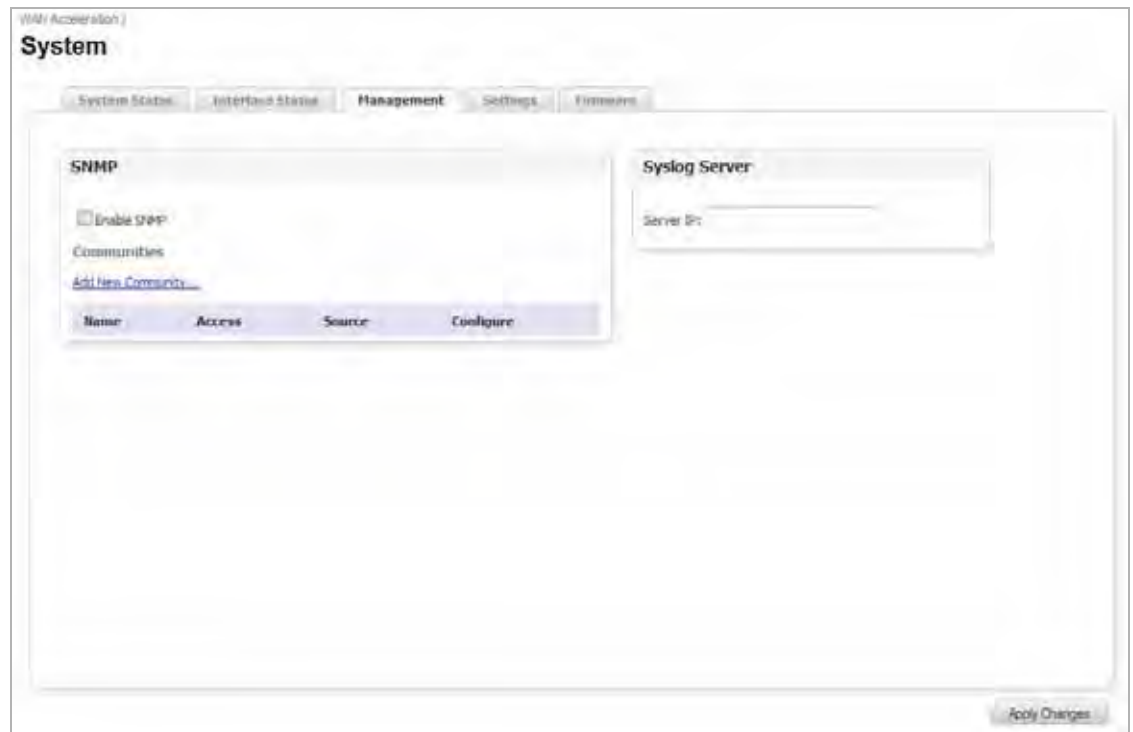 WAN Acceleration /
System
System Status
Interface Status
Management
Settings
Firmware
SNMP
Enable SNMP
Communities
Add New Community...
Name Access Source Configure
Syslog Server
Server IP:
Apply Changes